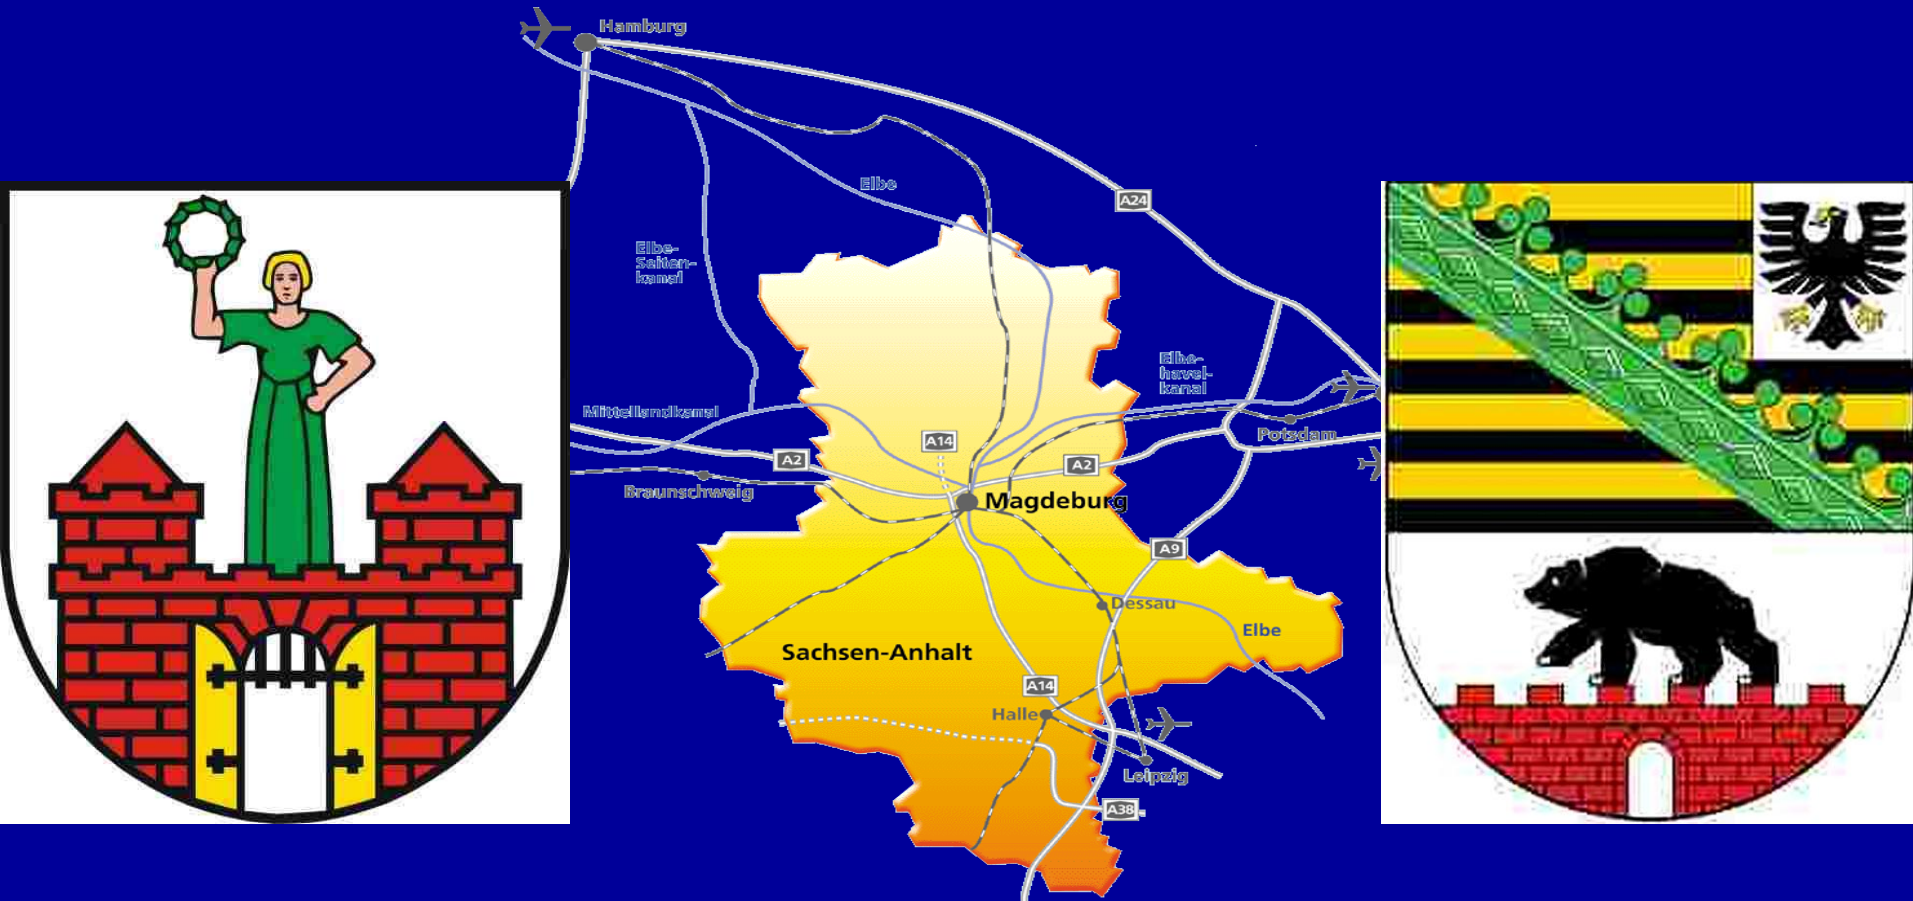 Hamburg
Elbe
A24
Elbe-
Seiten-
kanal
Elbe-
havel-
kanal
Mittellandkanal
A14
Potsdam
A2
A2
Braunschweig
Magdeburg
A9
Dessau
Elbe
Sachsen-Anhalt
A14
Halle
Leipzig
A38